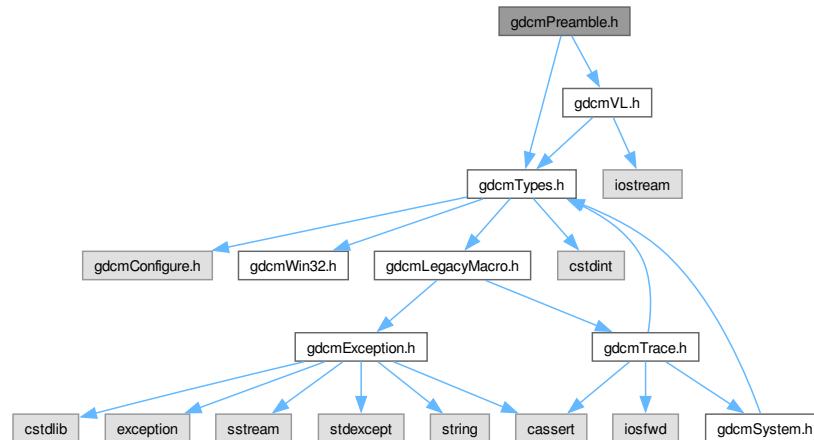 gdcmPreamble.h
gdcmVL.h
gdcmTypes.h
iostream
gdcmConfigure.h
gdcmWin32.h
gdcmLegacyMacro.h
cstdint
gdcmException.h
gdcmTrace.h
cstdlib
exception
sstream
stdexcept
string
cassert
iosfwd
gdcmSystem.h